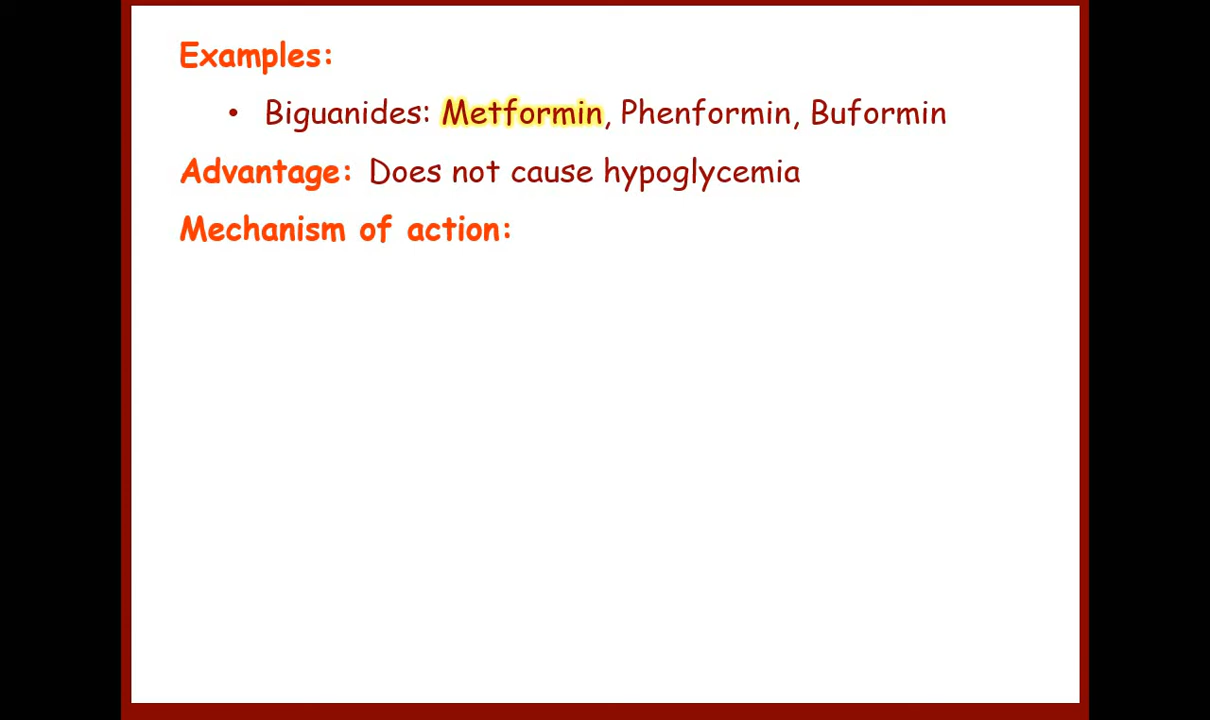 Examples:
• Biguanides: Metformin, Phenformin, Buformin
Advantage: Does not cause hypoglycemia
Mechanism of action: